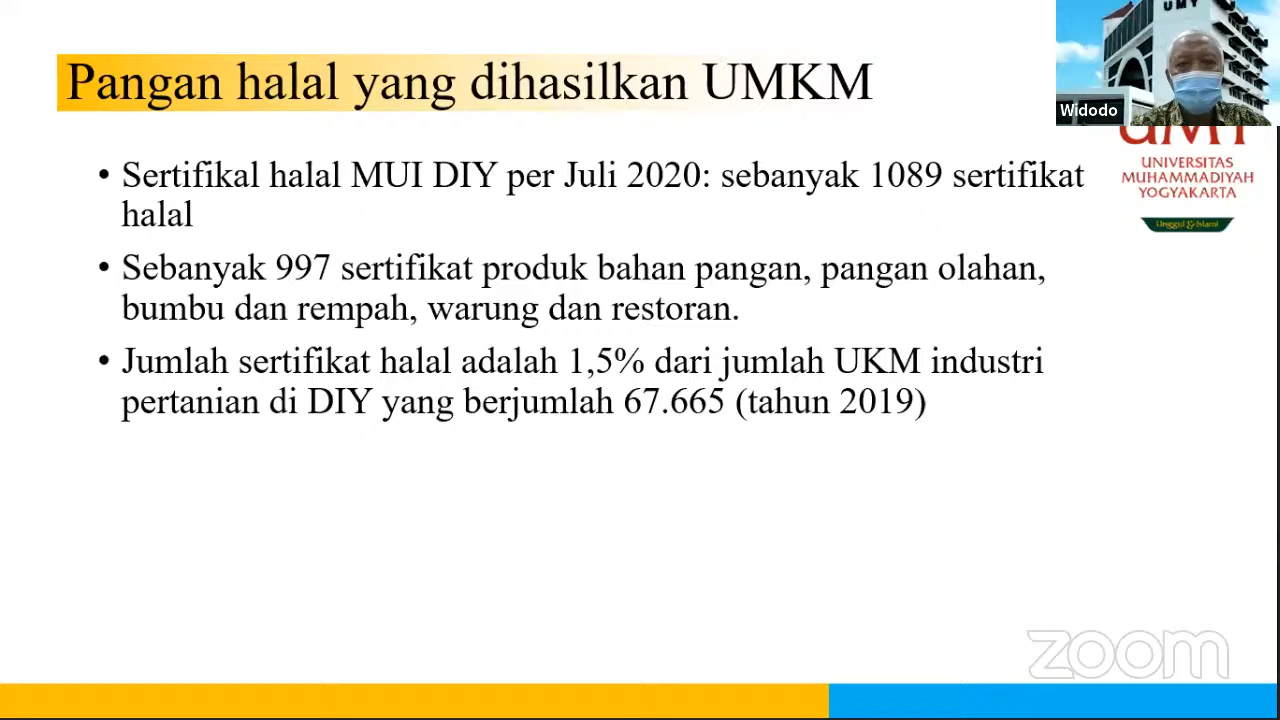 Pangan halal yang dihasilkan UMKM
UMY
Widodo
UMY
UNIVERSITAS
MUHAMMADIYAH
YOGYAKARTA
Unggul & Islami
• Sertifikal halal MUI DIY per Juli 2020: sebanyak 1089 sertifikat
halal
• Sebanyak 997 sertifikat produk bahan pangan, pangan olahan,
bumbu dan rempah, warung dan restoran.
• Jumlah sertifikat halal adalah 1,5% dari jumlah UKM industri
pertanian di DIY yang berjumlah 67.665 (tahun 2019)
zoom